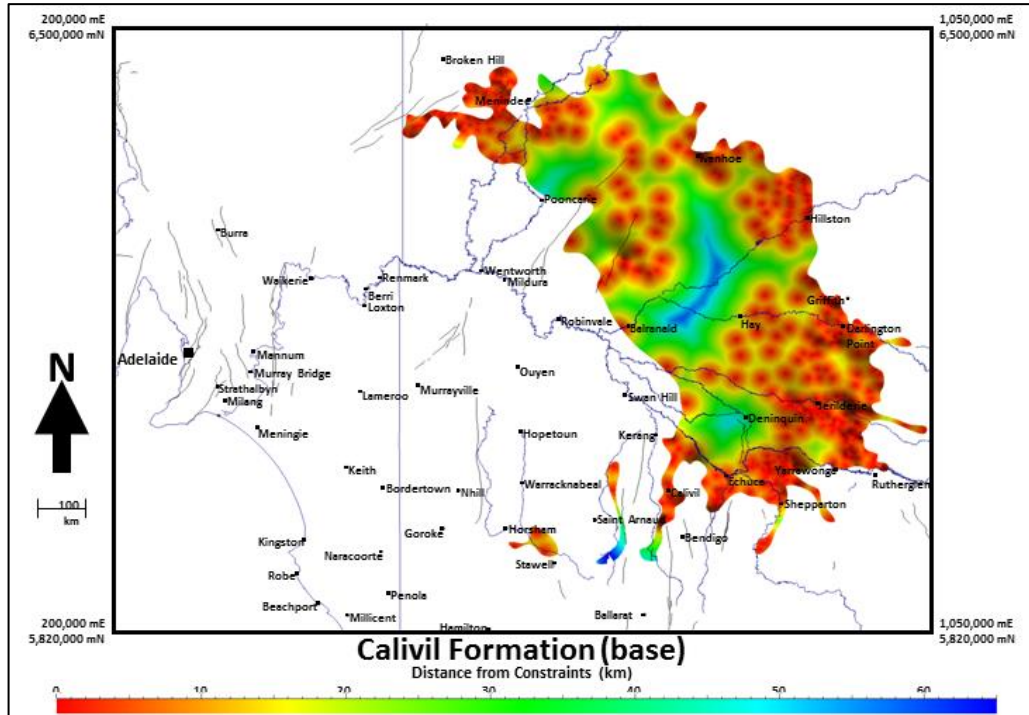 200,000 mE
6,500,000 mN
1,050,000 mE
6,500,000 mN
Broken Hill
Menindee
Ivanhoe
Pooncarie
Hillston
Burra
Waikerie
Renmark
Wentworth
Mildura
Berri
Loxton
Griffith
Robinvale
Balranald
Hay
Darlington
Point
Adelaide
Mannum
Murray Bridge
Ouyen
N
Strathalbyn
Milang
Lameroo
Murrayville
Swan Hill
Jerilderie
Deninquin
Meningie
Hopetoun
Kerang
Keith
Yarrowonge
Echuca
Rutherglen
100
km
Bordertown
Nhill
Warracknabeal
Calivil
Shepparton
Saint Arnaud
Goroke
Horsham
Bendigo
Kingston
Naracoorte
Stawell
Robe
Penola
Beachport
Millicent
Ballarat
Hamilton
200,000 mE
5,820,000 mN
1,050,000 mE
5,820,000 mN
Calivil Formation (base)
Distance from Constraints (km)
0 10 20 30 40 50 60